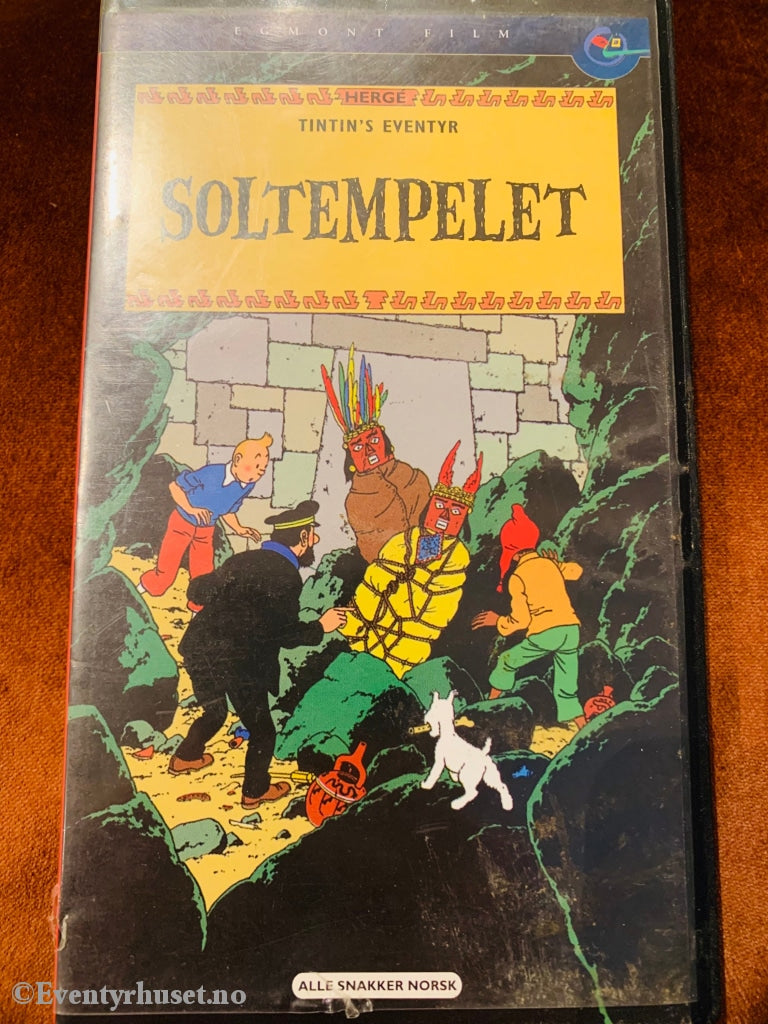 EGMONT FILM
HERGÉ
TINTIN'S EVENTYR
SOLTEMPELET
ALLE SNAKKER NORSK
©Eventyrhuset.no